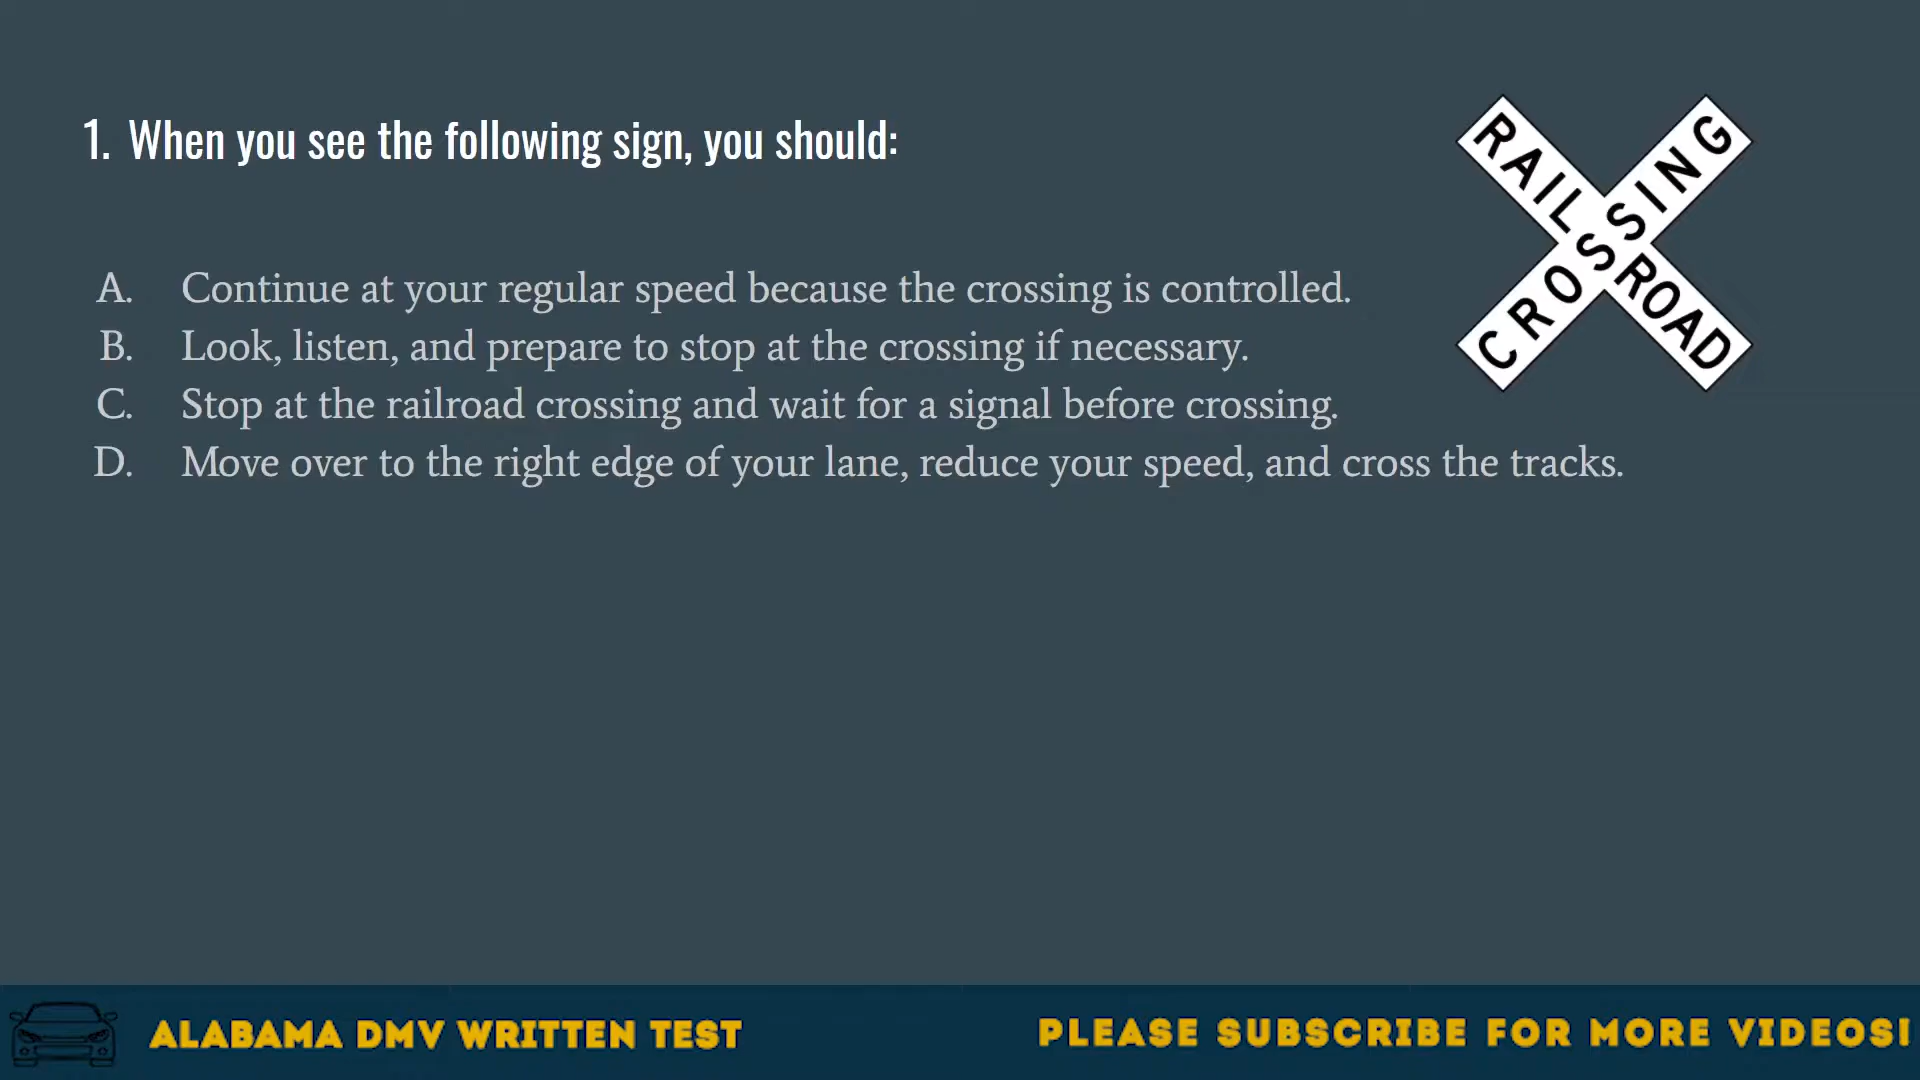 1. When you see the following sign, you should:
RAIL ROAD
CROSSING
A. Continue at your regular speed because the crossing is controlled.
B. Look, listen, and prepare to stop at the crossing if necessary.
C. Stop at the railroad crossing and wait for a signal before crossing.
D. Move over to the right edge of your lane, reduce your speed, and cross the tracks.
ALABAMA DMV WRITTEN TEST
PLEASE SUBSCRIBE FOR MORE VIDEOS!